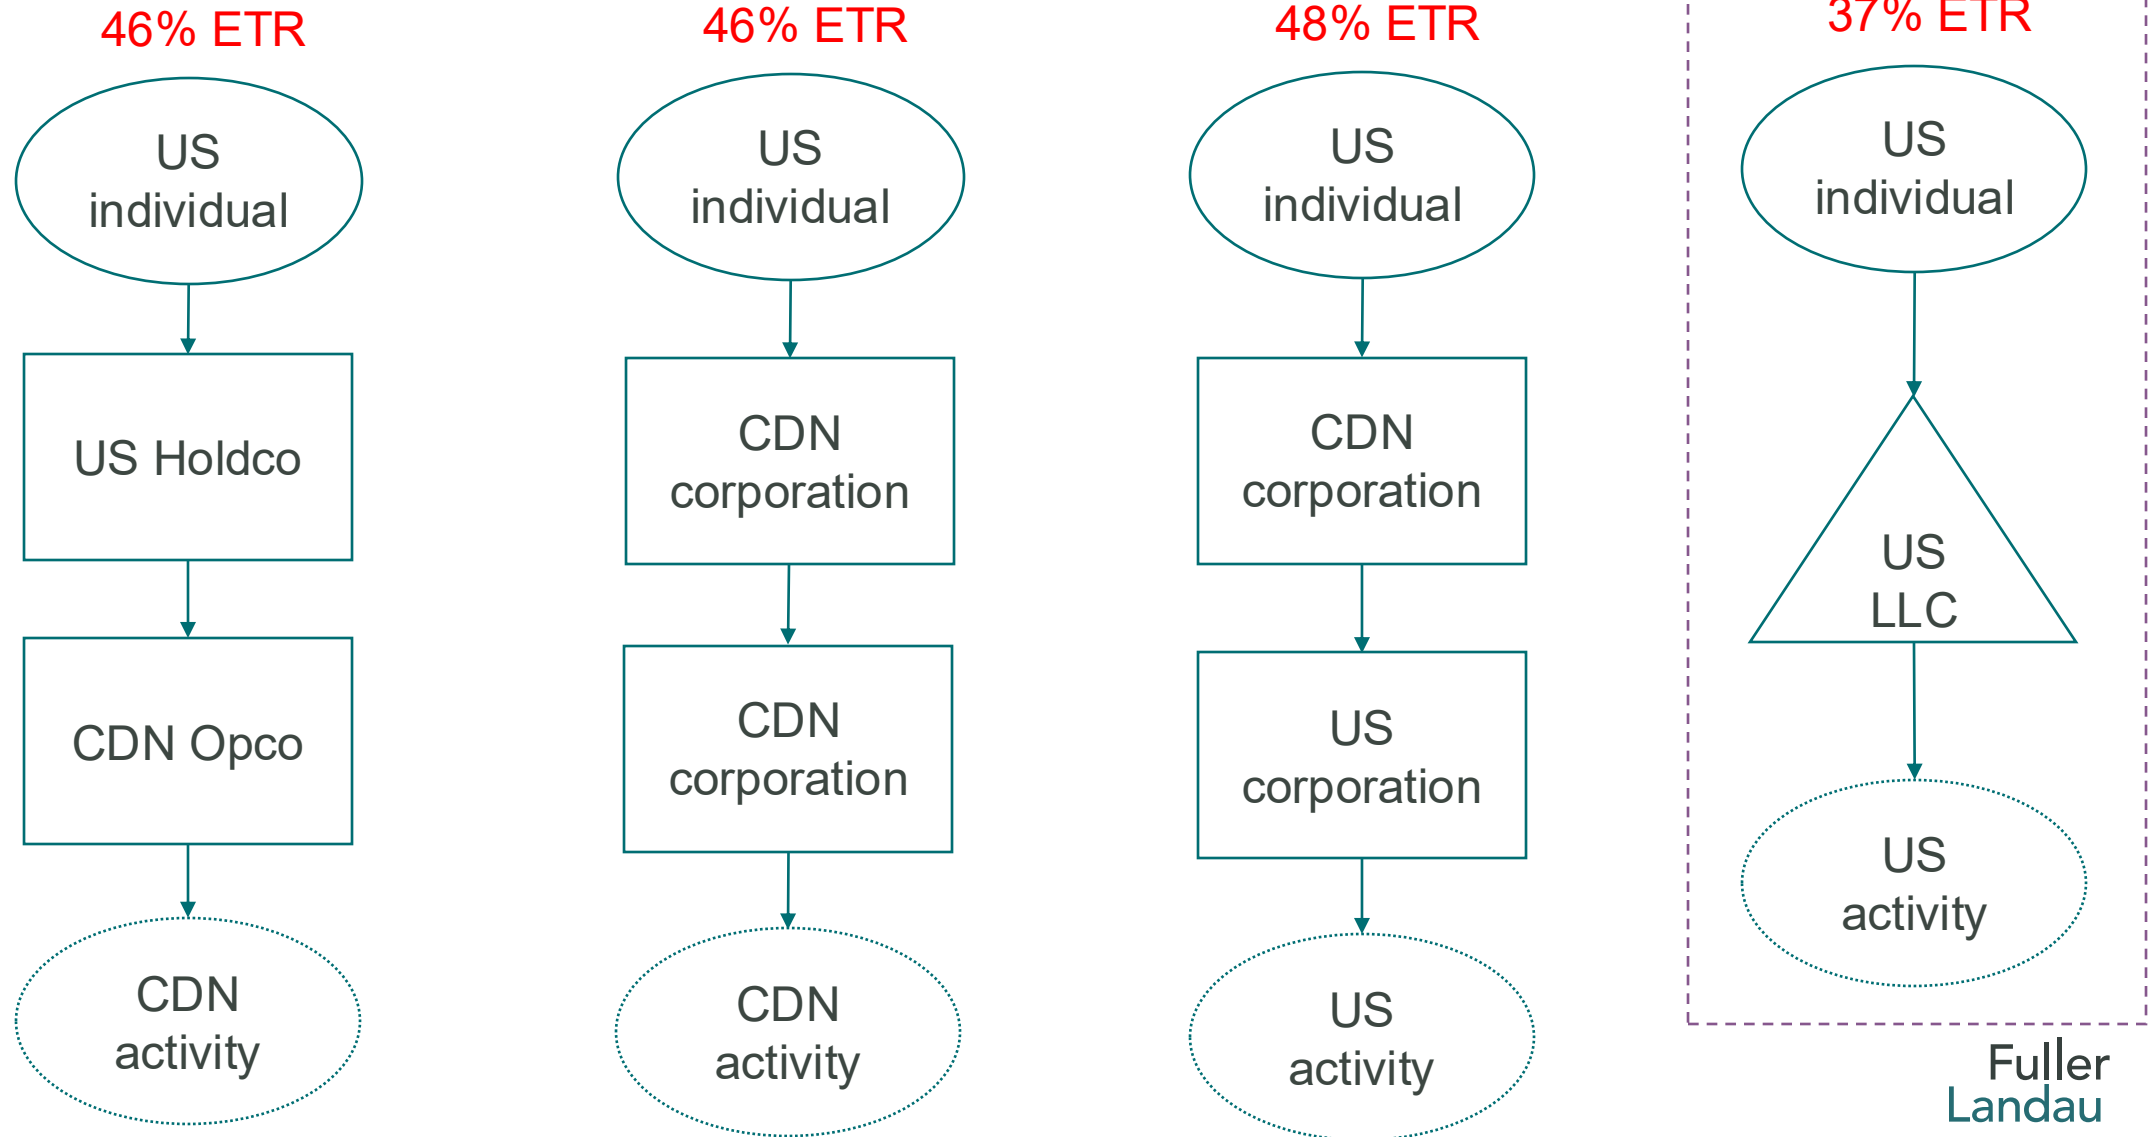 46% ETR
US
individual
US Holdco
CDN Opco
CDN
activity
46% ETR
US
individual
CDN
corporation
CDN
corporation
CDN
activity
48% ETR
US
individual
CDN
corporation
US
corporation
US
activity
37% ETR
US
individual
US
LLC
US
activity
Fuller
Landau